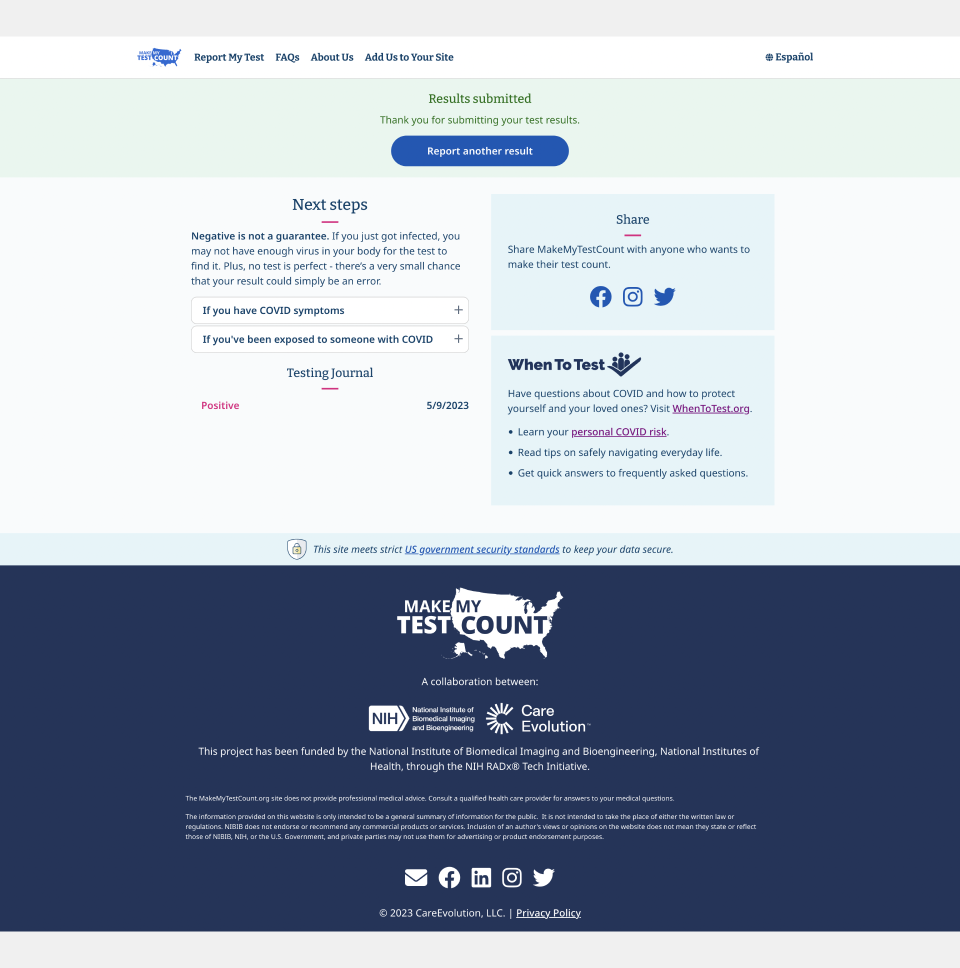 MAKE MY
TEST COUNT
Report My Test FAQs About Us Add Us to Your Site
Español
Results submitted
Thank you for submitting your test results.
Report another result
Next steps
Negative is not a guarantee. If you just got infected, you
may not have enough virus in your body for the test to
find it. Plus, no test is perfect - there's a very small chance
that your result could simply be an error.
If you have COVID symptoms
If you've been exposed to someone with COVID
Testing Journal
Positive 5/9/2023
Share
Share MakeMyTestCount with anyone who wants to
make their test count.
When To Test
Have questions about COVID and how to protect
yourself and your loved ones? Visit WhenToTest.org.
• Learn your personal COVID risk.
• Read tips on safely navigating everyday life.
• Get quick answers to frequently asked questions.
This site meets strict US government security standards to keep your data secure.
MAKE MY
TEST COUNT
A collaboration between:
NIH
National Institute of
Biomedical Imaging
and Bioengineering
Care
Evolution™
This project has been funded by the National Institute of Biomedical Imaging and Bioengineering, National Institutes of
Health, through the NIH RADx® Tech Initiative.
The MakeMyTestCount.org site does not provide professional medical advice. Consult a qualified health care provider for answers to your medical questions.
The information provided on this website is only intended to be a general summary of information for the public. It is not intended to take the place of either the written law or
regulations. NIBIB does not endorse or recommend any commercial products or services. Inclusion of an author's views or opinions on the website does not mean they state or reflect
those of NIBIB, NIH, or the U.S. Government, and private parties may not use them for advertising or product endorsement purposes.
© 2023 CareEvolution, LLC. | Privacy Policy